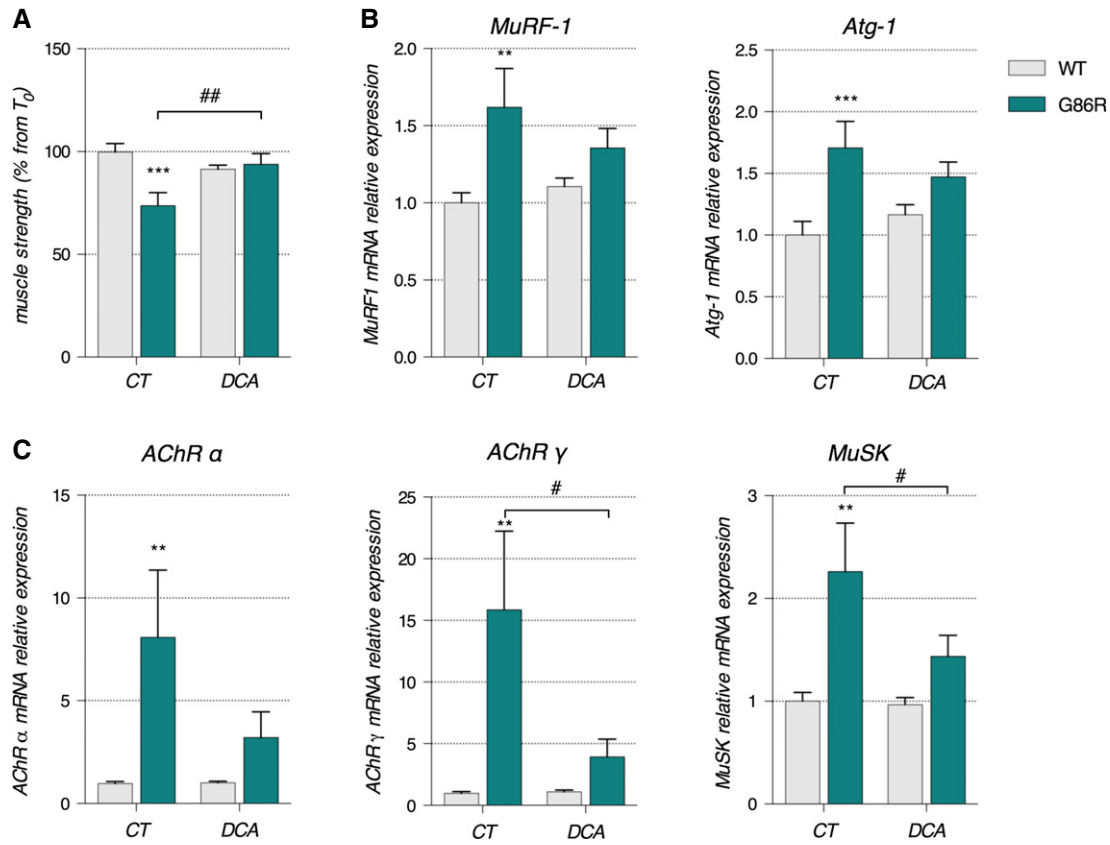 A
muscle strength (% from T0)
150
100
50
0
***
##
CT
DCA
B
MuRF-1
MuRF1 mRNA relative expression
2.0
1.5
1.0
0.5
0.0
**
CT
DCA
Atg-1
Atg-1 mRNA relative expression
2.5
2.0
1.5
1.0
0.5
0.0
***
CT
DCA
WT
G86R
C
AChR α
AChR α mRNA relative expression
15
10
5
0
**
CT
DCA
AChR γ
AChR γ mRNA relative expression
25
20
15
10
5
0
**
#
CT
DCA
MuSK
MuSK relative mRNA expression
3
2
1
0
**
#
CT
DCA